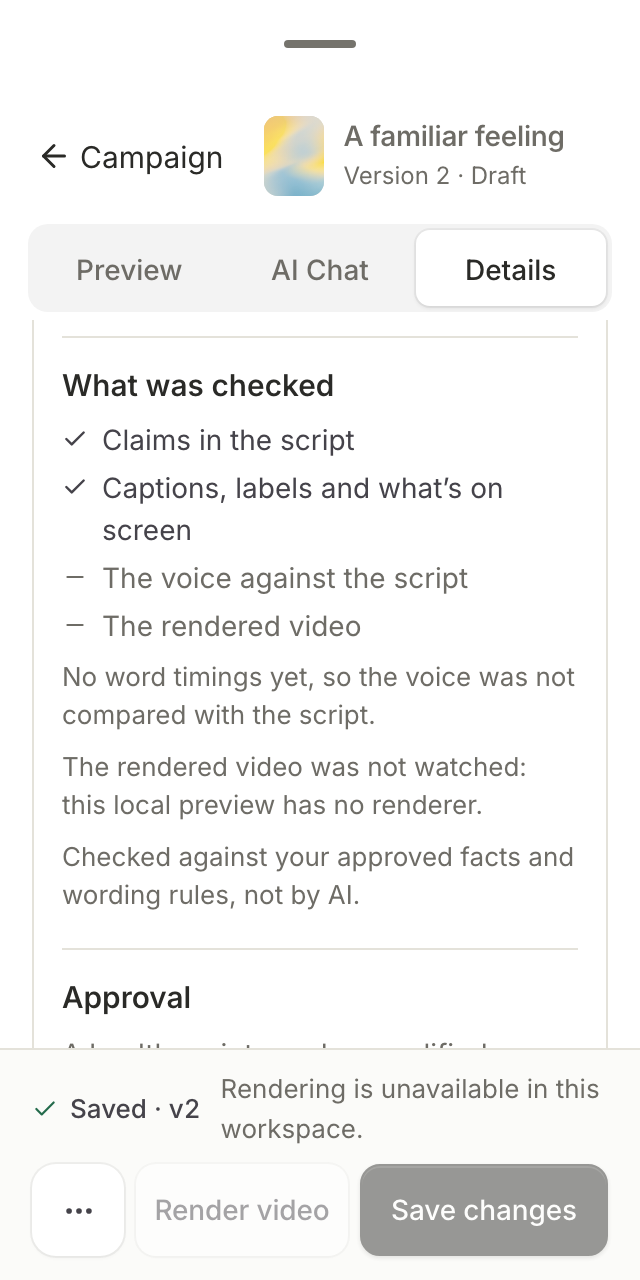 Campaign
A familiar feeling
Version 2 · Draft
Preview
AI Chat
Details
What was checked
Claims in the script
Captions, labels and what’s on
screen
The voice against the script
The rendered video
No word timings yet, so the voice was not
compared with the script.
The rendered video was not watched:
this local preview has no renderer.
Checked against your approved facts and
wording rules, not by AI.
Approval
Saved · v2
Rendering is unavailable in this
workspace.
Render video
Save changes